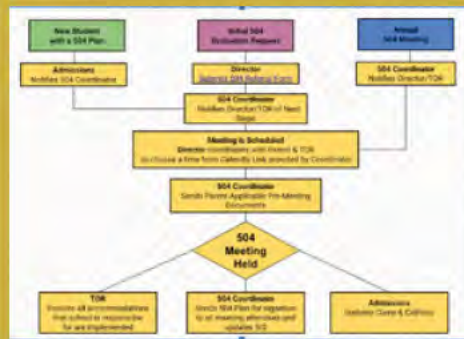 New Student
with a 504 Plan
Initial 504
Evaluation Request
Annual
504 Meeting
Admissions
Notifies 504 Coordinator
Director
Submits 504 Referral Form
504 Coordinator
Notifies Director/TOR
504 Coordinator
Notifies Director/TOR of Next
Steps
Meeting is Scheduled
Director coordinates with Parent & TOR
to choose a time from Calendly Link provided by Coordinator
504 Coordinator
Sends Parent Applicable Pre-Meeting
Documents
504
Meeting
Held
TOR
Ensures all accommodations
that school is responsible
for are implemented
504 Coordinator
Sends 504 Plan for signature
to all meeting attendees and
updates SIS
Admissions
Updates &